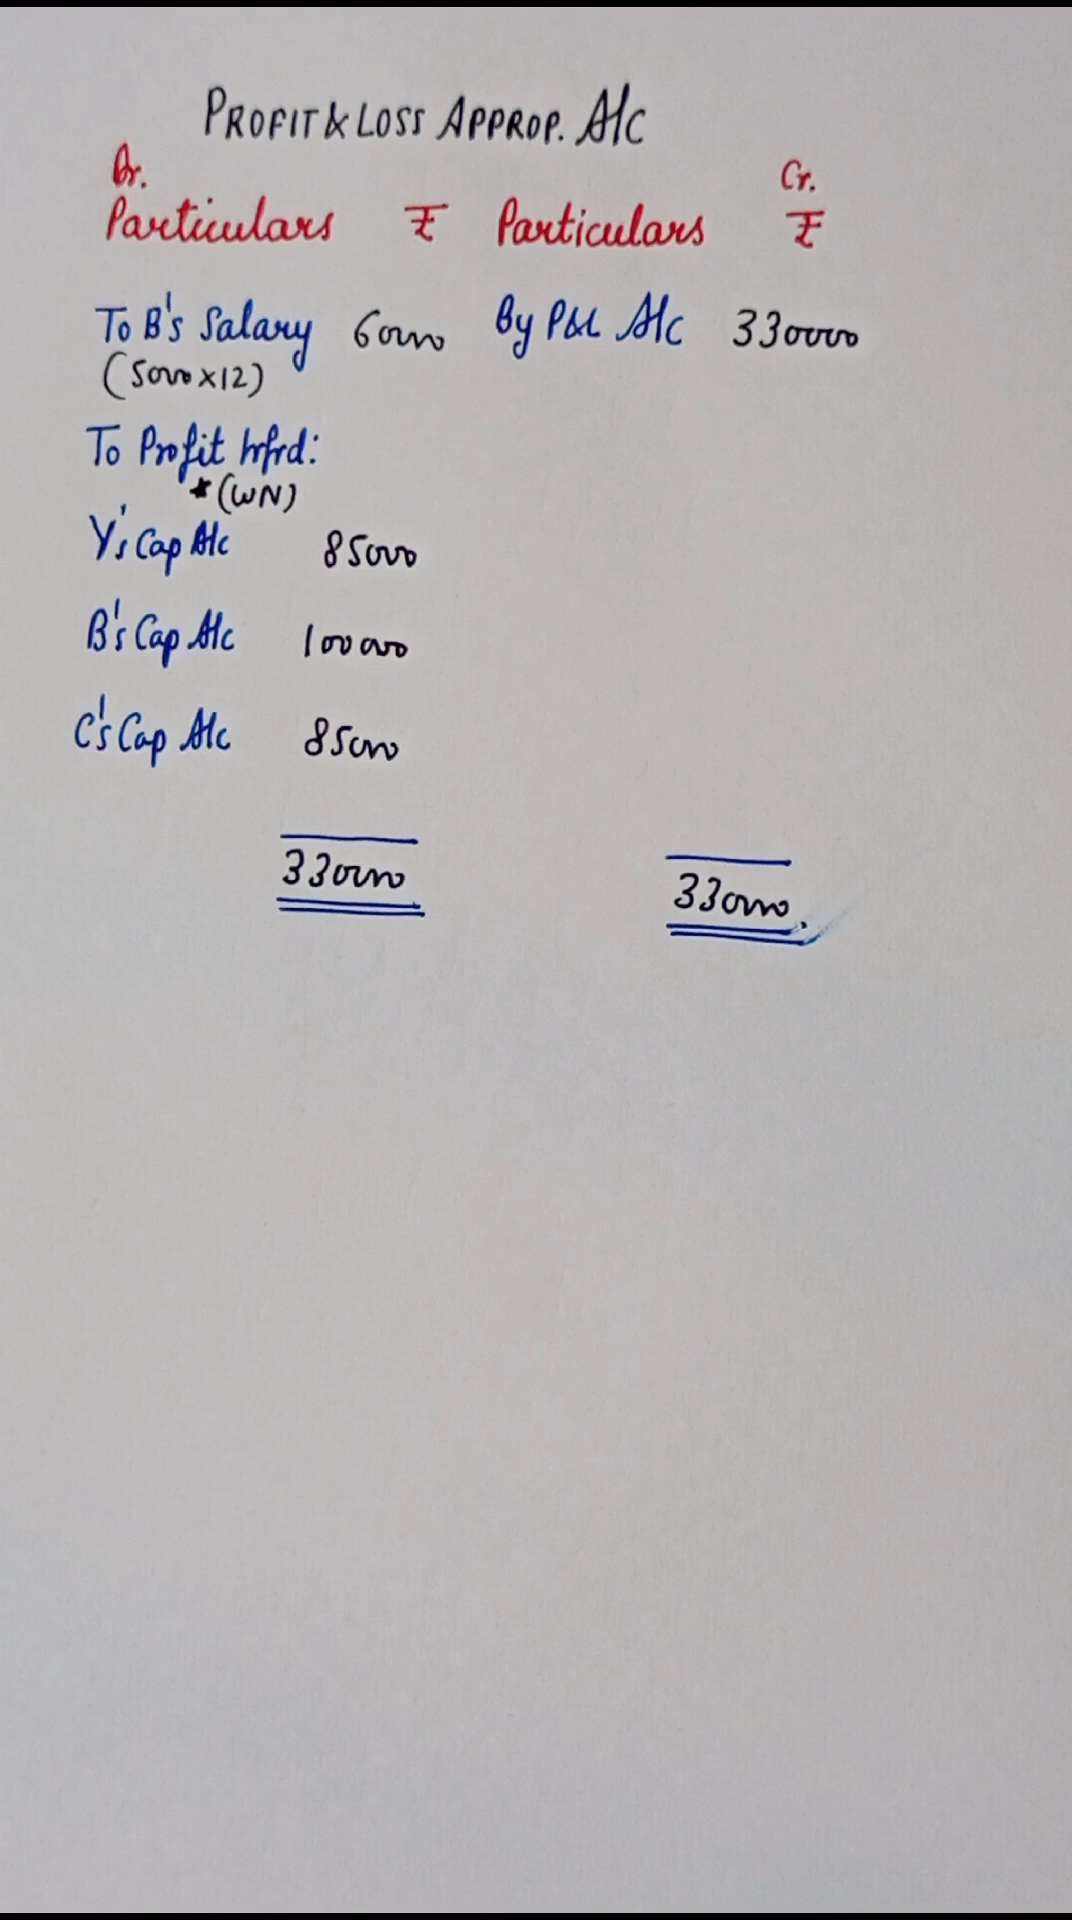 PROFIT & LOSS APPROP. A/c
Dr. Cr.
Particulars ₹ Particulars ₹
To B's Salary 60000 By P&L A/c 330000
(5000x12)
To Profit trfrd:
*(WN)
Y's Cap A/c 85000
B's Cap A/c 100000
C's Cap A/c 85000
330000 330000.